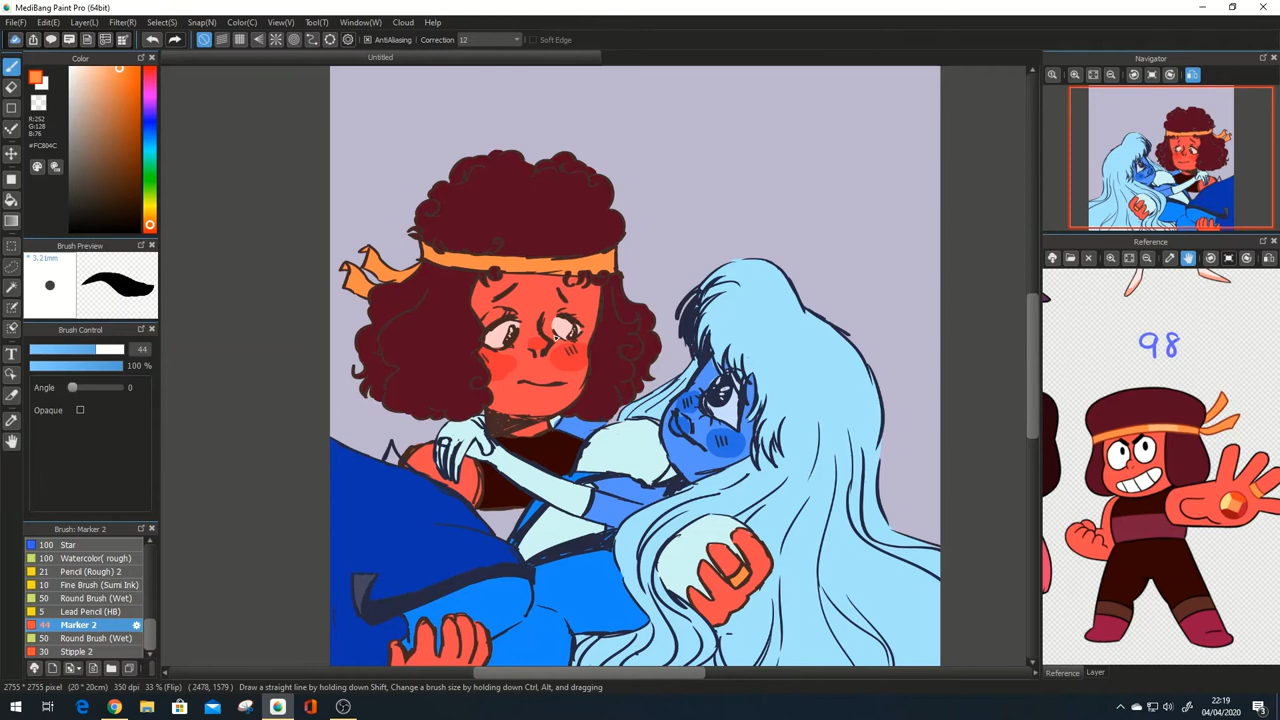 MediBang Paint Pro (64bit)
File(F) Edit(E) Layer(L) Filter(R) Select(S) Snap(N) Color(C) View(V) Tool(T) Window(W) Cloud Help
AntiAliasing Correction 12 Soft Edge
Color
Untitled
Navigator
R:252
G:128
B:76
#FC804C
Brush Preview
* 3.21mm
Reference
98
Brush Control
44
100 %
Angle 0
Opaque
Brush: Marker 2
100 Star
100 Watercolor( rough)
21 Pencil (Rough) 2
10 Fine Brush (Sumi Ink)
50 Round Brush (Wet)
5 Lead Pencil (HB)
44 Marker 2
50 Round Brush (Wet)
30 Stipple 2
Reference Layer
2755 * 2755 pixel (20 * 20cm) 350 dpi 33 % (Flip) ( 2478, 1579) Draw a straight line by holding down Shift, Change a brush size by holding down Ctrl, Alt, and dragging
22:19
04/04/2020
3